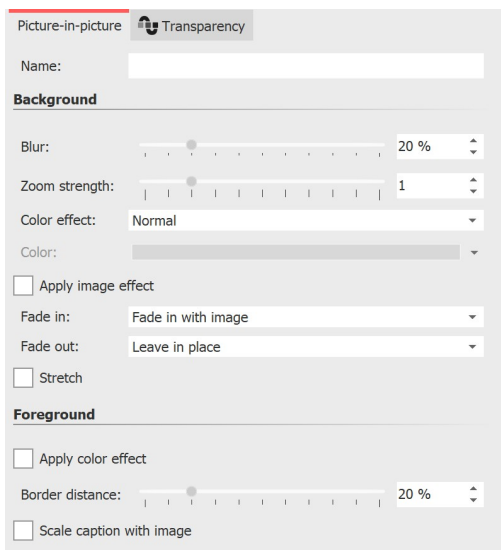 Picture-in-picture Transparency
Name:
Background
Blur: 20 %
Zoom strength: 1
Color effect: Normal
Color:
Apply image effect
Fade in: Fade in with image
Fade out: Leave in place
Stretch
Foreground
Apply color effect
Border distance: 20 %
Scale caption with image